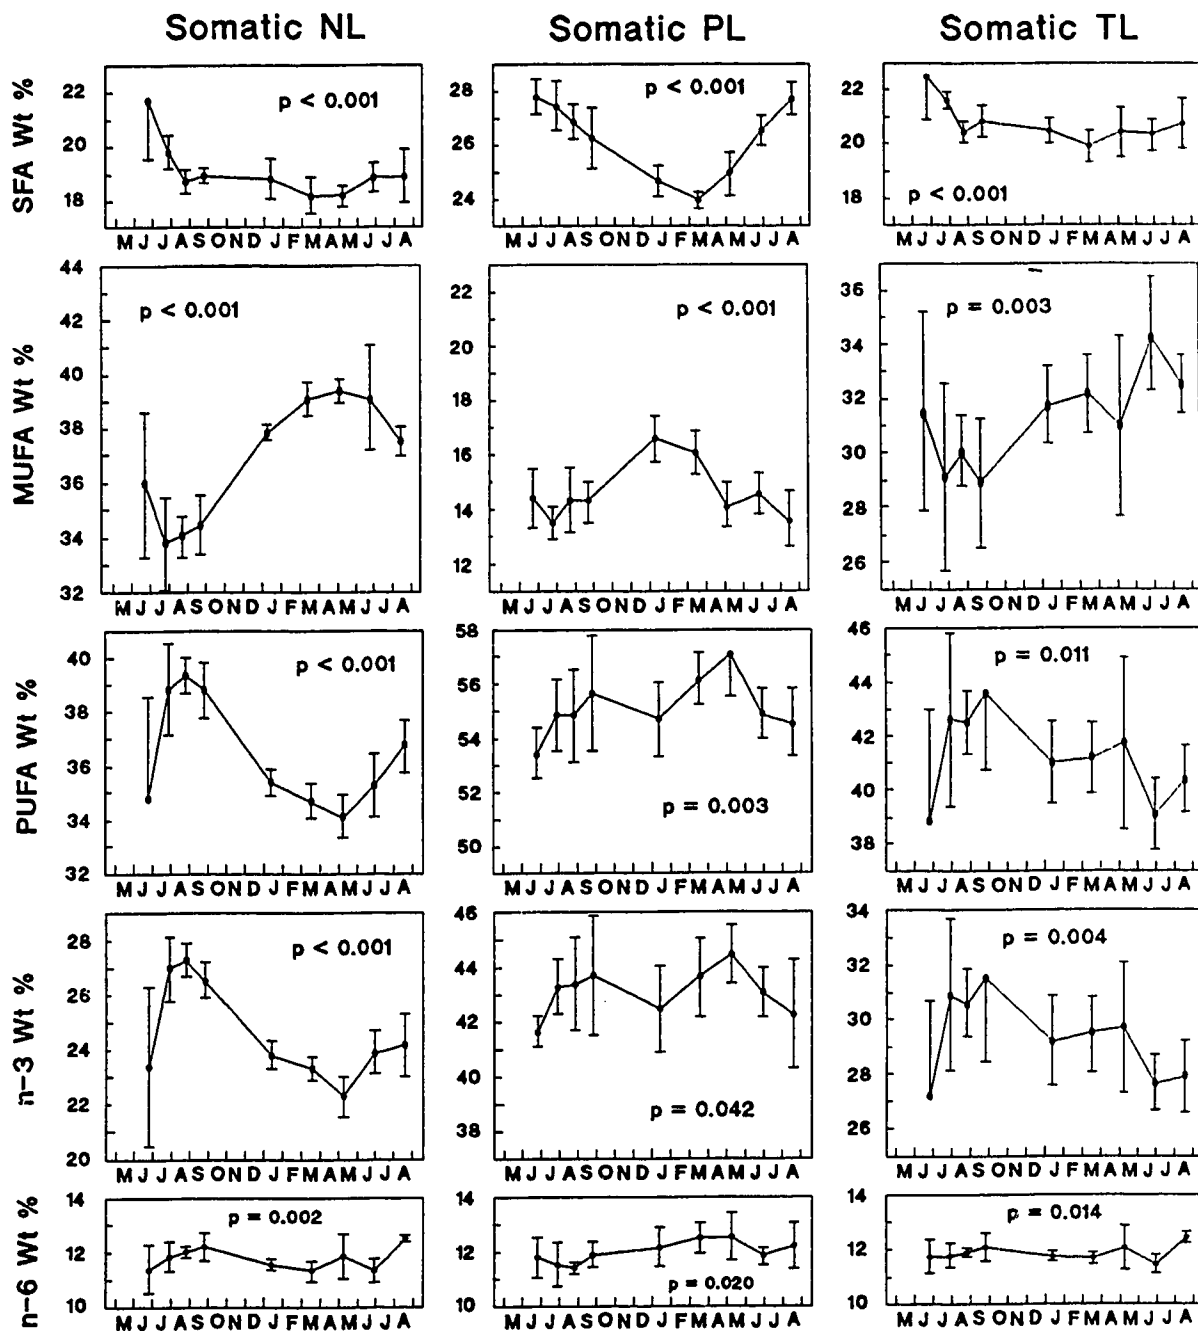 Somatic NL Somatic PL Somatic TL
SFA Wt %
22
20
18
p < 0.001
M J J A S O N D J F M A M J J A
28
26
24
p < 0.001
M J J A S O N D J F M A M J J A
22
20
18
p < 0.001
M J J A S O N D J F M A M J J A
MUFA Wt %
44
42
40
38
36
34
32
p < 0.001
M J J A S O N D J F M A M J J A
22
20
18
16
14
12
p < 0.001
M J J A S O N D J F M A M J J A
36
34
32
30
28
26
p = 0.003
M J J A S O N D J F M A M J J A
PUFA Wt %
40
38
36
34
32
p < 0.001
M J J A S O N D J F M A M J J A
58
56
54
52
50
p = 0.003
M J J A S O N D J F M A M J J A
46
44
42
40
38
p = 0.011
M J J A S O N D J F M A M J J A
n-3 Wt %
28
26
24
22
20
p < 0.001
M J J A S O N D J F M A M J J A
46
44
42
40
38
p = 0.042
M J J A S O N D J F M A M J J A
34
32
30
28
26
p = 0.004
M J J A S O N D J F M A M J J A
n-6 Wt %
14
12
10
p = 0.002
M J J A S O N D J F M A M J J A
14
12
10
p = 0.020
M J J A S O N D J F M A M J J A
14
12
10
p = 0.014
M J J A S O N D J F M A M J J A